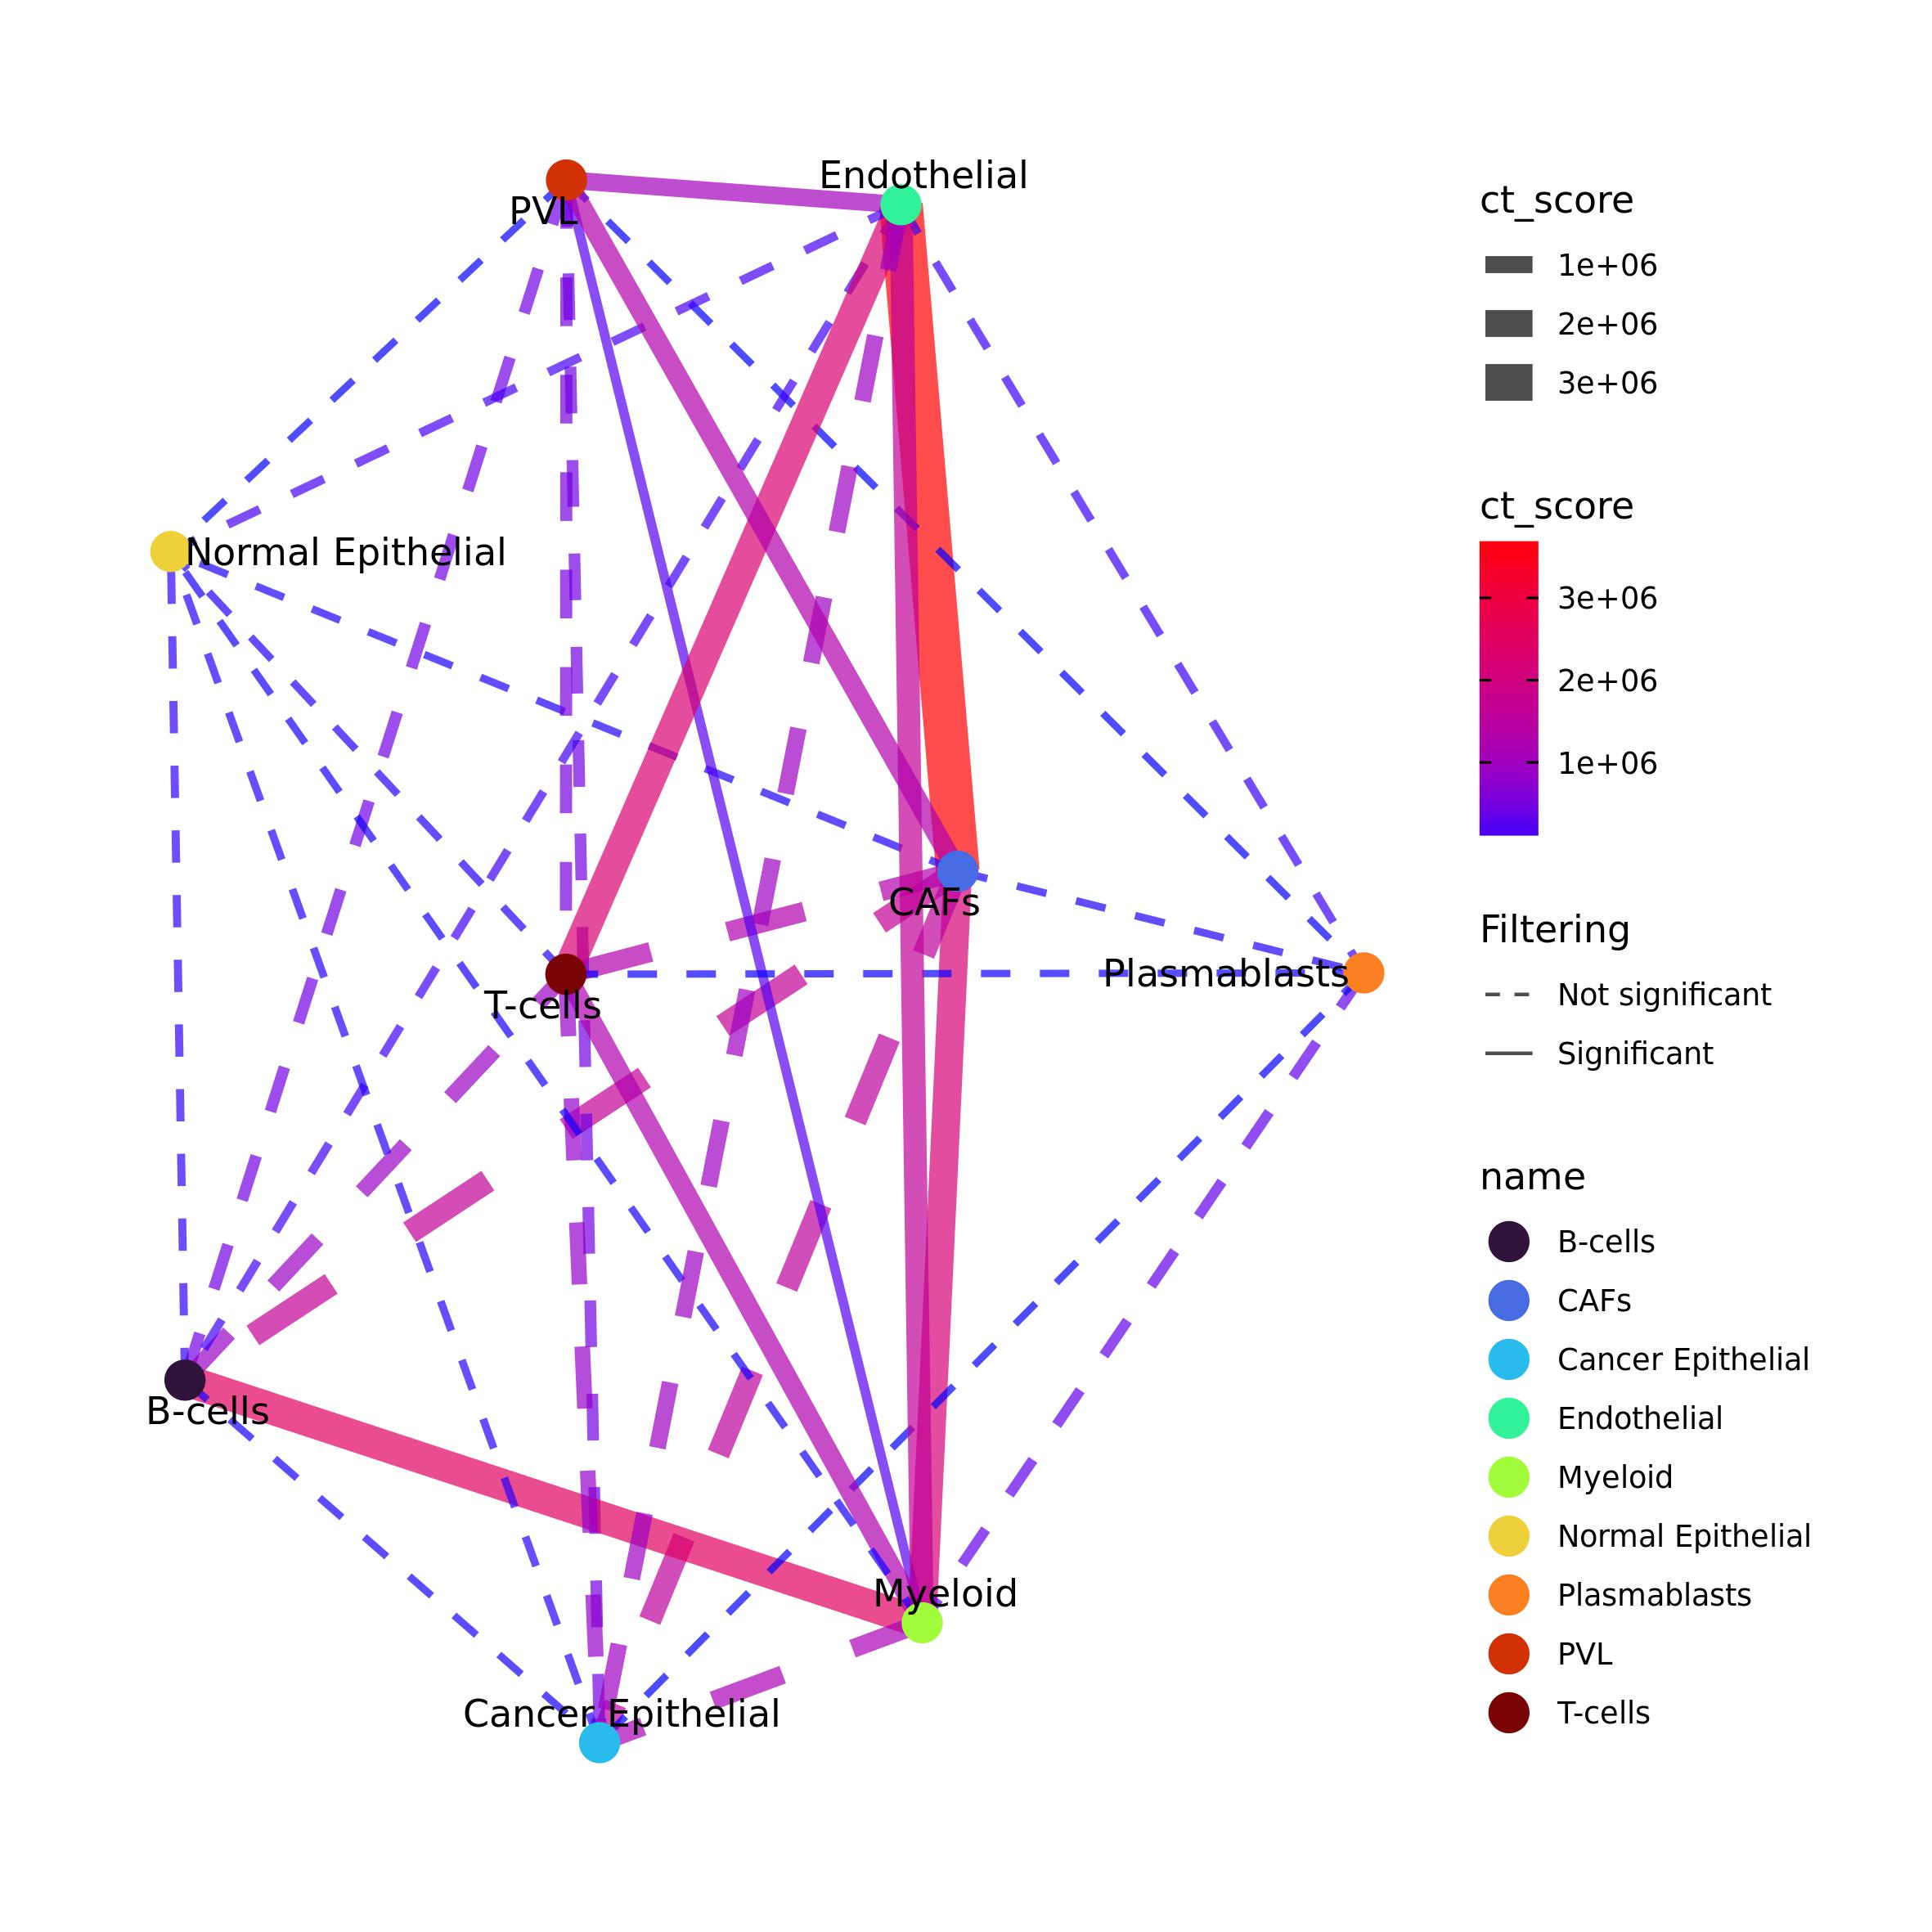 Endothelial
PVL
Normal Epithelial
CAFs
Plasmablasts
T-cells
B-cells
Myeloid
Cancer Epithelial
ct_score
1e+06
2e+06
3e+06
ct_score
3e+06
2e+06
1e+06
Filtering
Not significant
Significant
name
B-cells
CAFs
Cancer Epithelial
Endothelial
Myeloid
Normal Epithelial
Plasmablasts
PVL
T-cells